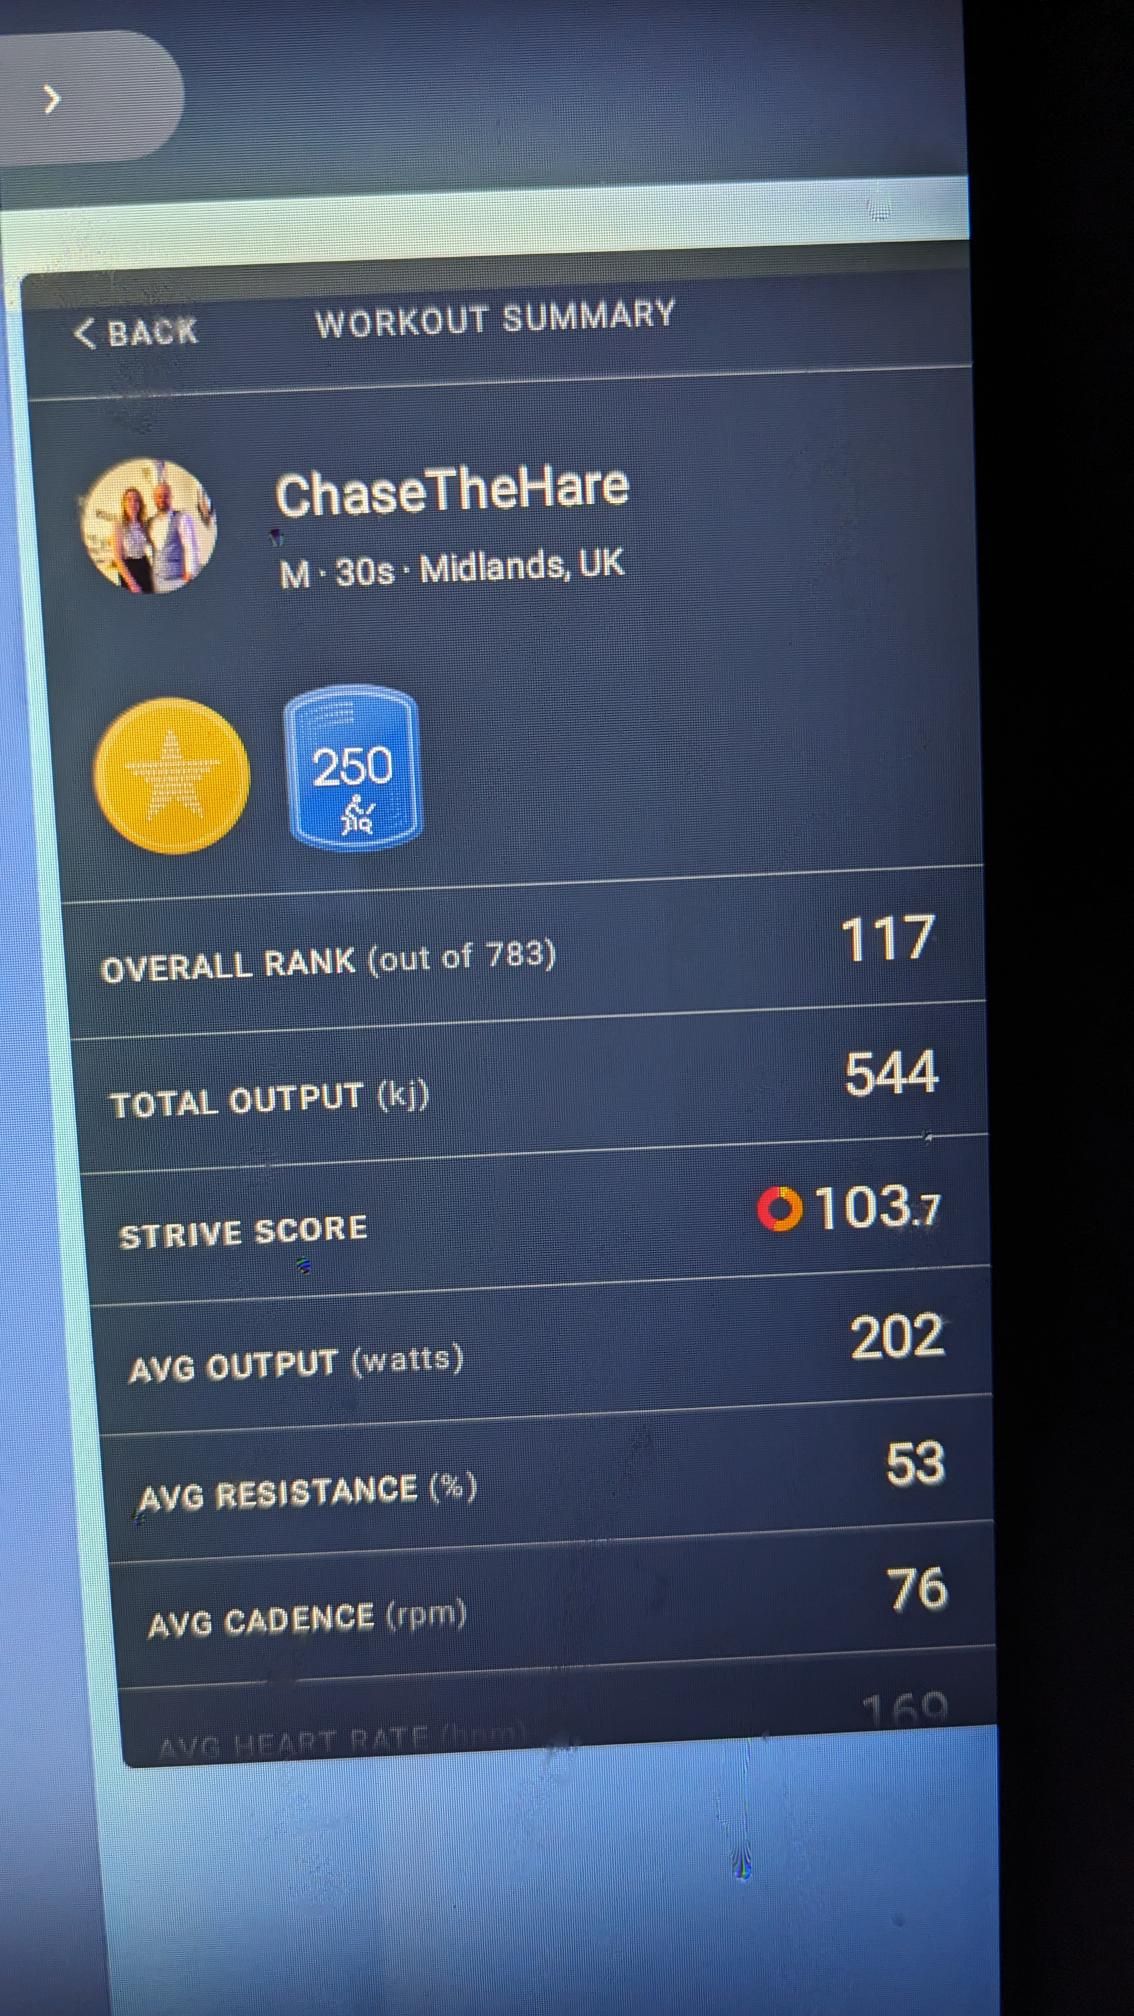 BACK
WORKOUT SUMMARY
ChaseTheHare
M · 30s · Midlands, UK
250
OVERALL RANK (out of 783) 117
TOTAL OUTPUT (kj) 544
STRIVE SCORE 103.7
AVG OUTPUT (watts) 202
AVG RESISTANCE (%) 53
AVG CADENCE (rpm) 76
AVG HEART RATE (bpm) 169